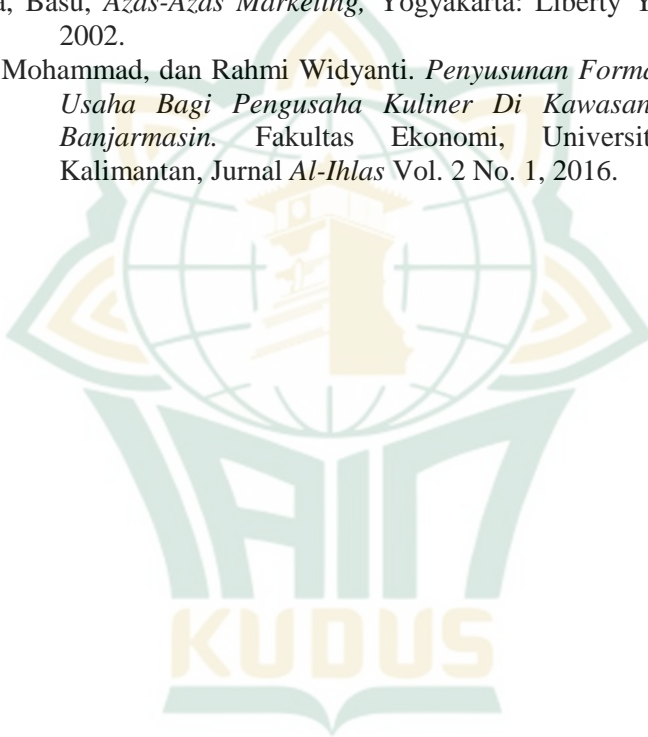 a, Basu, Azas-Azas Marketing, Yogyakarta: Liberty Y
2002.
Mohammad, dan Rahmi Widyanti. Penyusunan Forma
Usaha Bagi Pengusaha Kuliner Di Kawasan
Banjarmasin. Fakultas Ekonomi, Universit
Kalimantan, Jurnal Al-Ihlas Vol. 2 No. 1, 2016.
IAIN
KUDUS